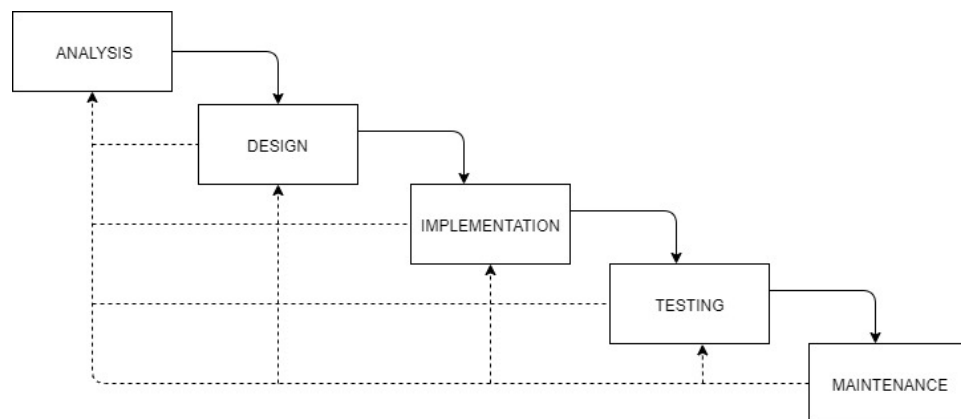 ANALYSIS
DESIGN
IMPLEMENTATION
TESTING
MAINTENANCE